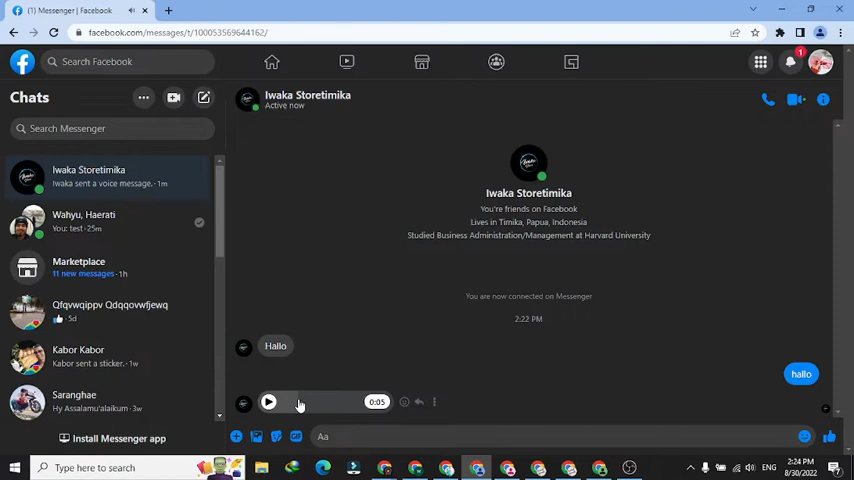 (1) Messenger | Facebook
facebook.com/messages/t/100053569644162/
Search Facebook
1
Chats
Search Messenger
Iwaka Storetimika
Iwaka sent a voice message. · 1m
Wahyu, Haerati
You: test · 25m
Marketplace
11 new messages · 1h
Qfqvwqippv Qdqqovwfjewq
· 5d
Kabor Kabor
Kabor sent a sticker. · 1w
Saranghae
Hy Assalamu'alaikum · 3w
Install Messenger app
Iwaka Storetimika
Active now
Iwaka Storetimika
You're friends on Facebook
Lives in Timika, Papua, Indonesia
Studied Business Administration/Management at Harvard University
You are now connected on Messenger
2:22 PM
Hallo
hallo
0:05
GIF
Aa
Type here to search
ENG
2:24 PM
8/30/2022